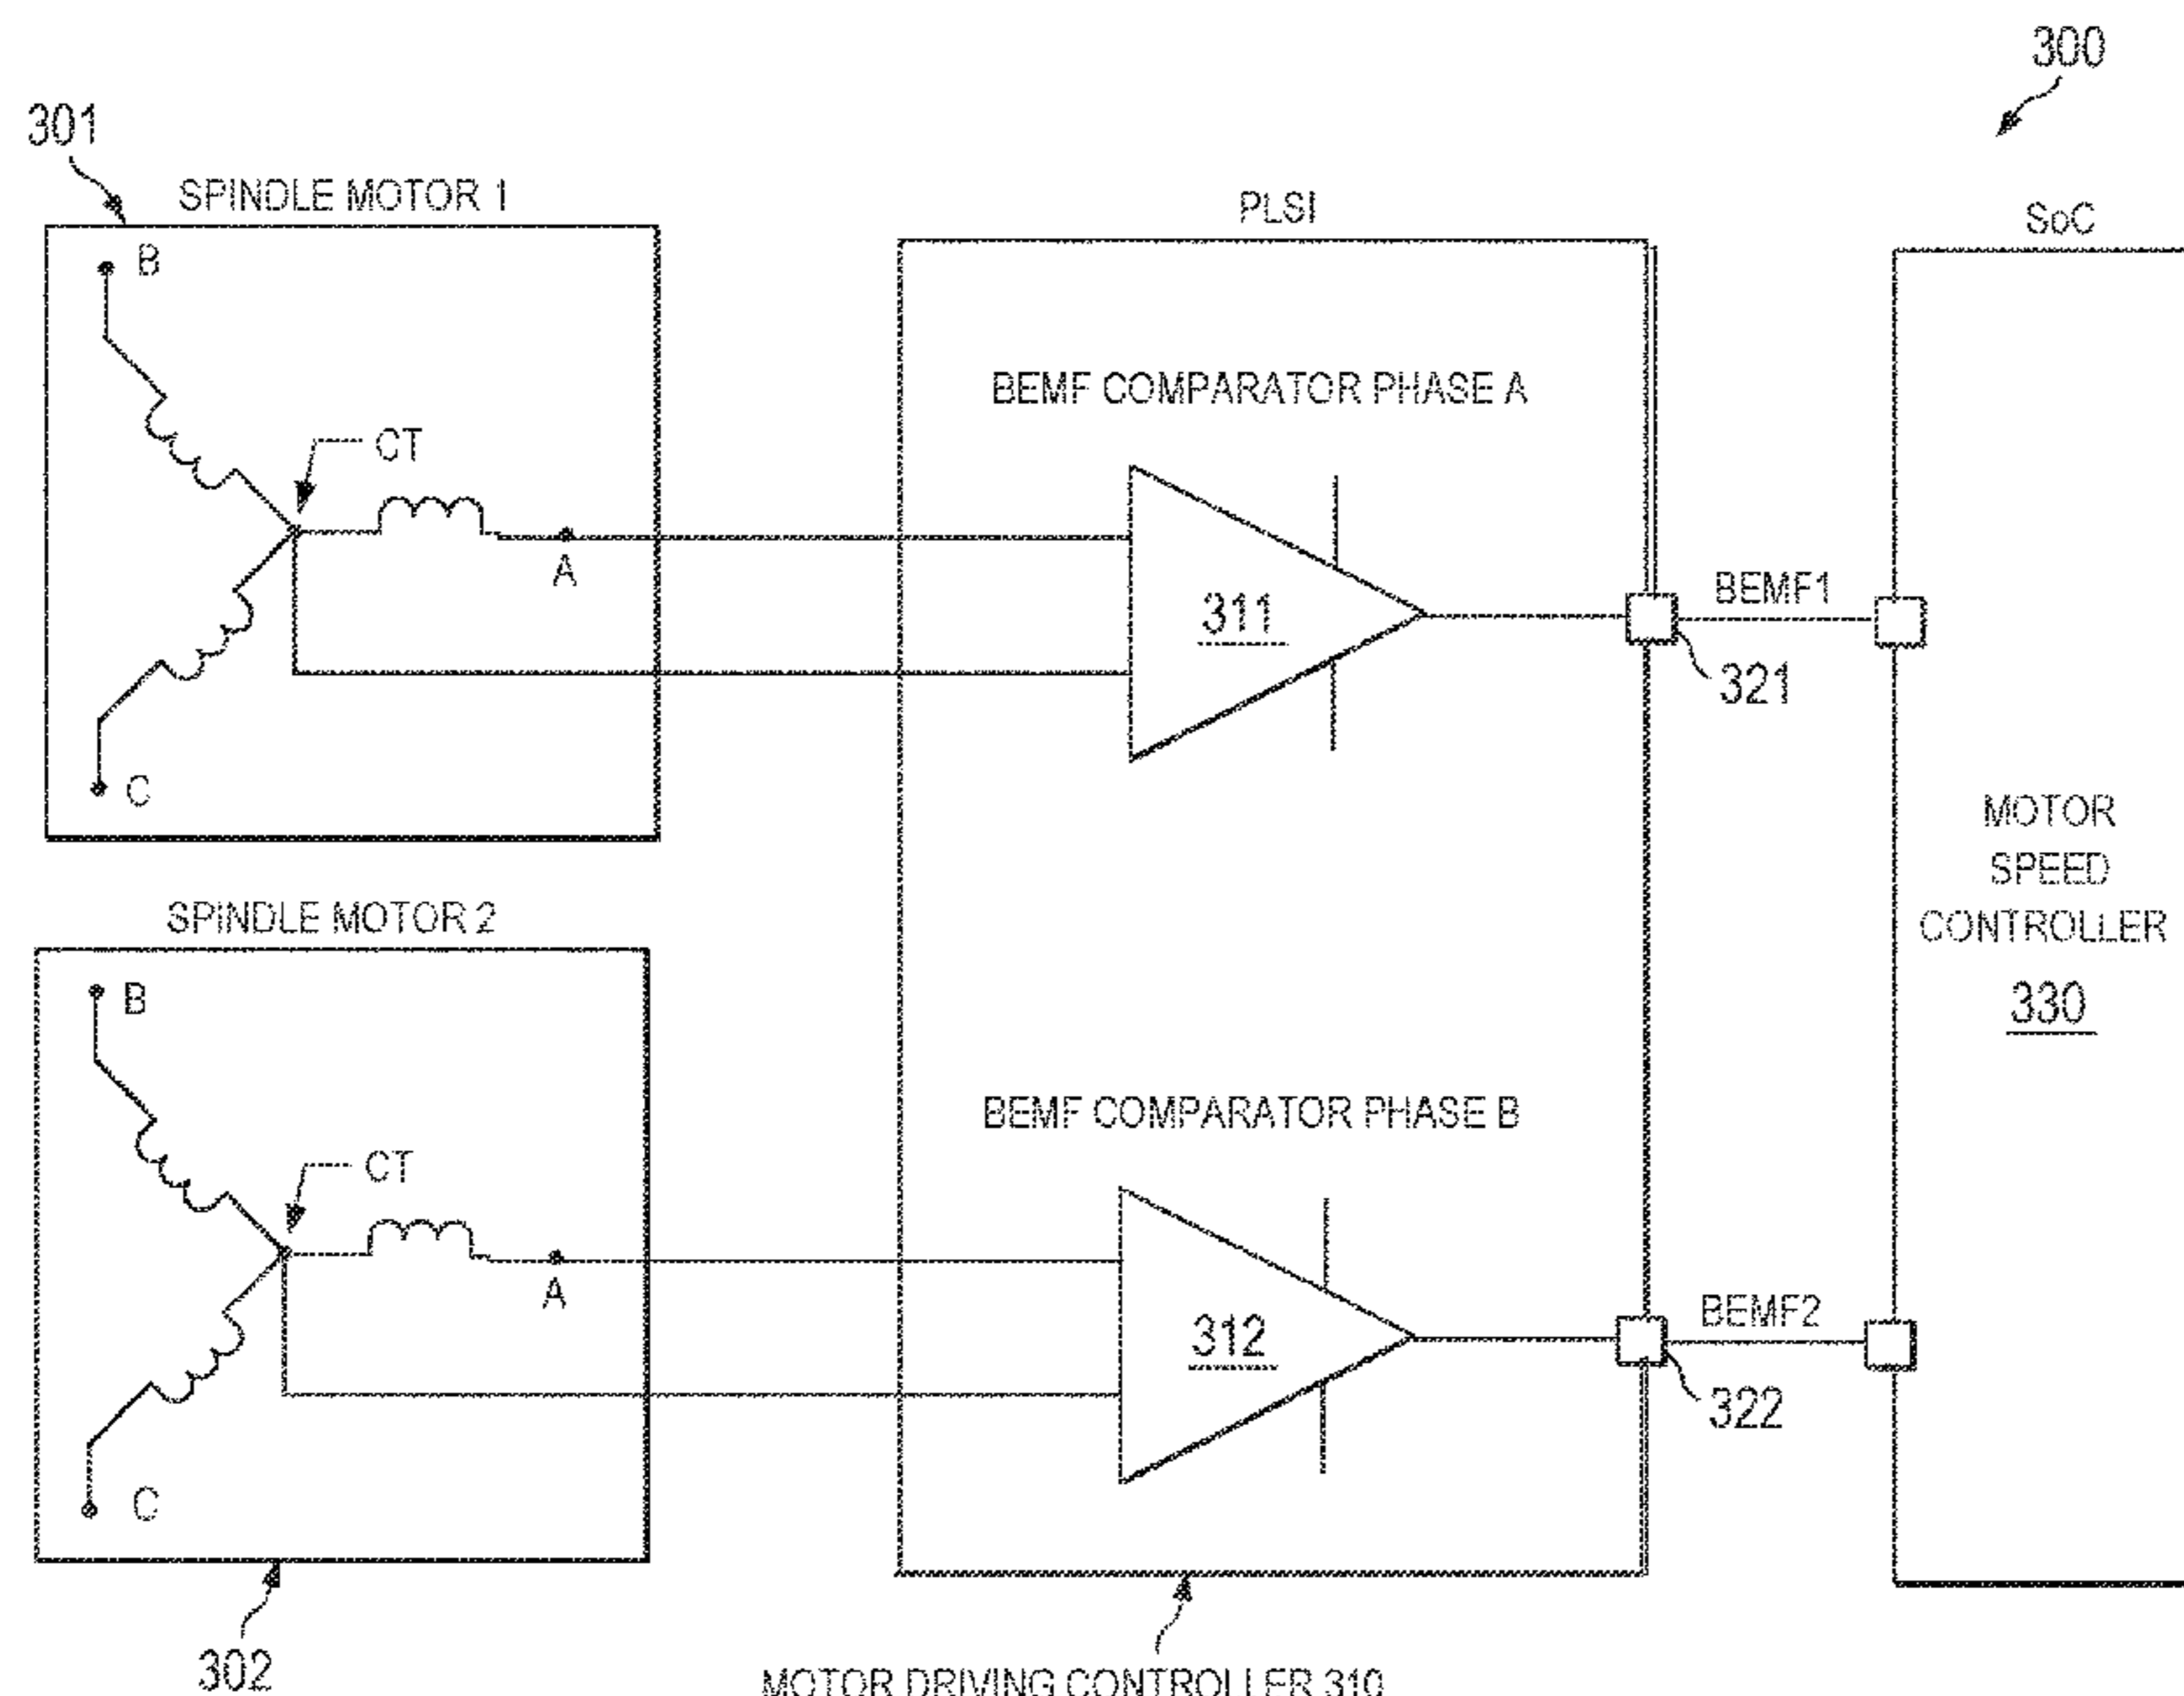 300
301
SPINDLE MOTOR 1
PLSI
SoC
B
BEMF COMPARATOR PHASE A
CT
A
311
BEMF1
321
C
MOTOR
SPEED
CONTROLLER
330
SPINDLE MOTOR 2
B
BEMF COMPARATOR PHASE B
CT
A
312
BEMF2
322
C
302
MOTOR DRIVING CONTROLLER 310